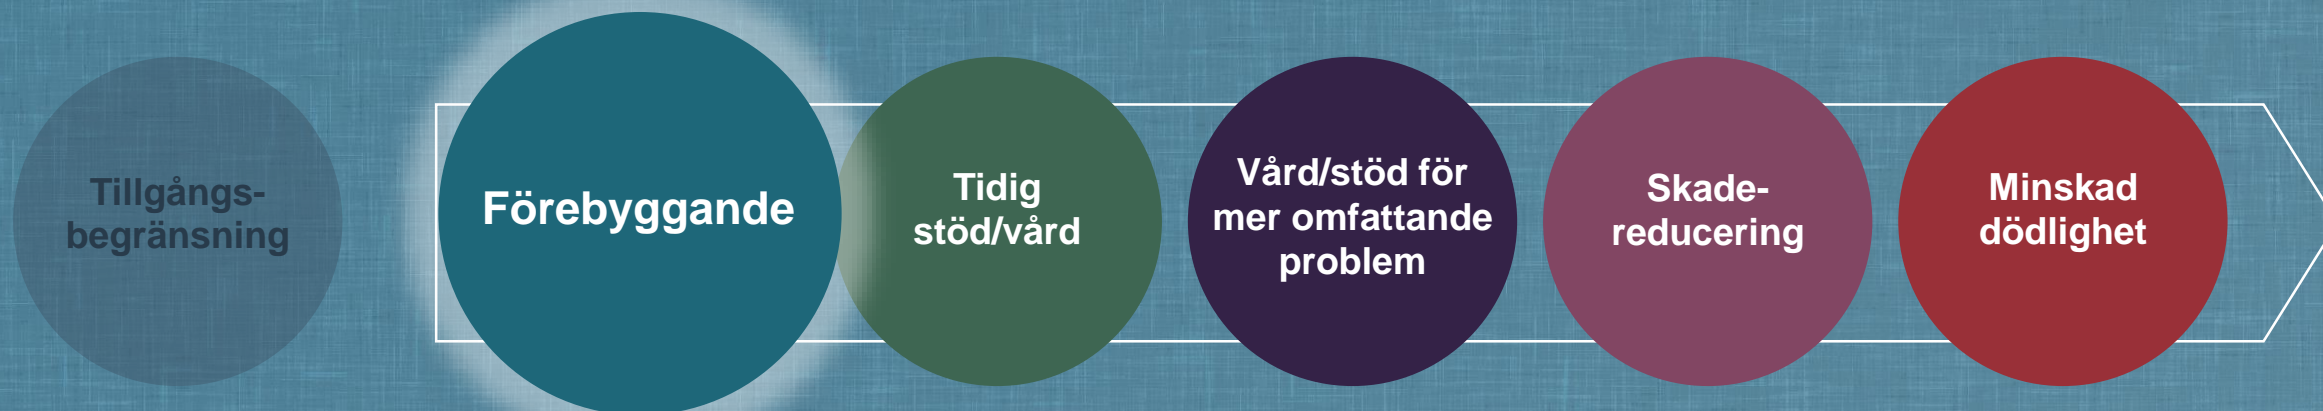 Tillgångs-
begränsning
Förebyggande
Tidig
stöd/vård
Vård/stöd för
mer omfattande
problem
Skade-
reducering
Minskad
dödlighet